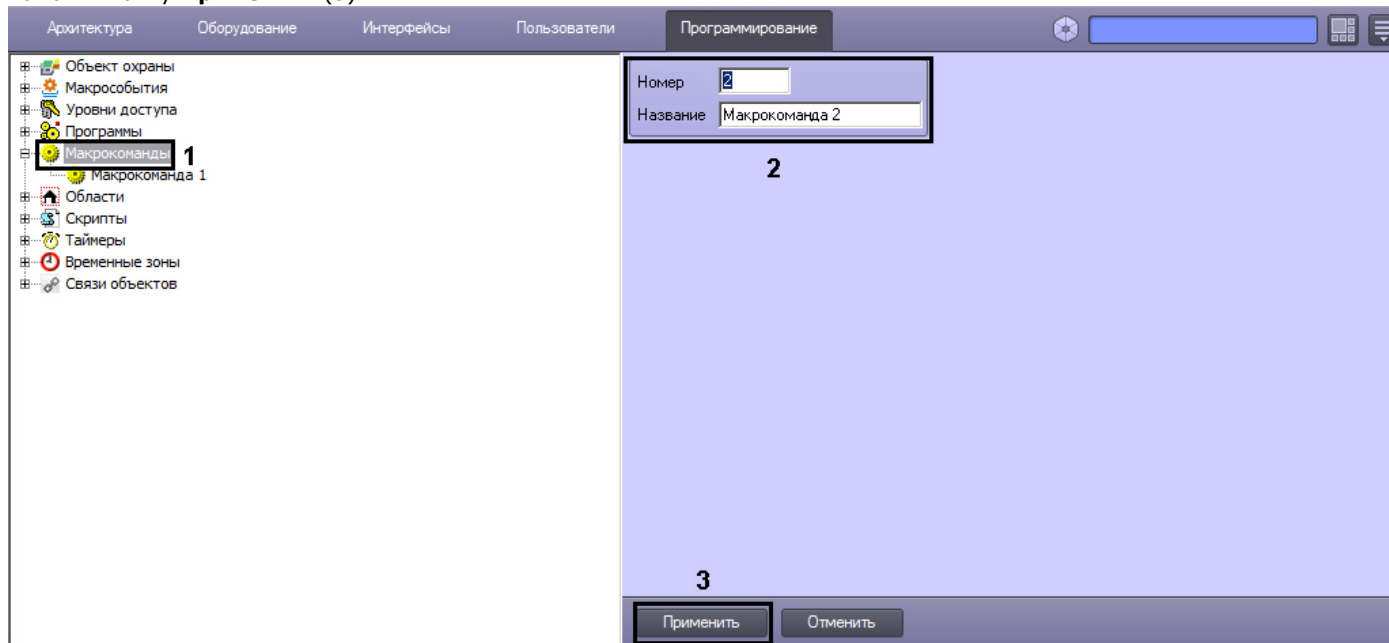 Архитектура Оборудование Интерфейсы Пользователи Программирование
Объект охраны
Макрособытия
Уровни доступа
Программы
Макрокоманды 1
Макрокоманда 1
Области
Скрипты
Таймеры
Временные зоны
Связи объектов
Номер 2
Название Макрокоманда 2
2
3
Применить Отменить